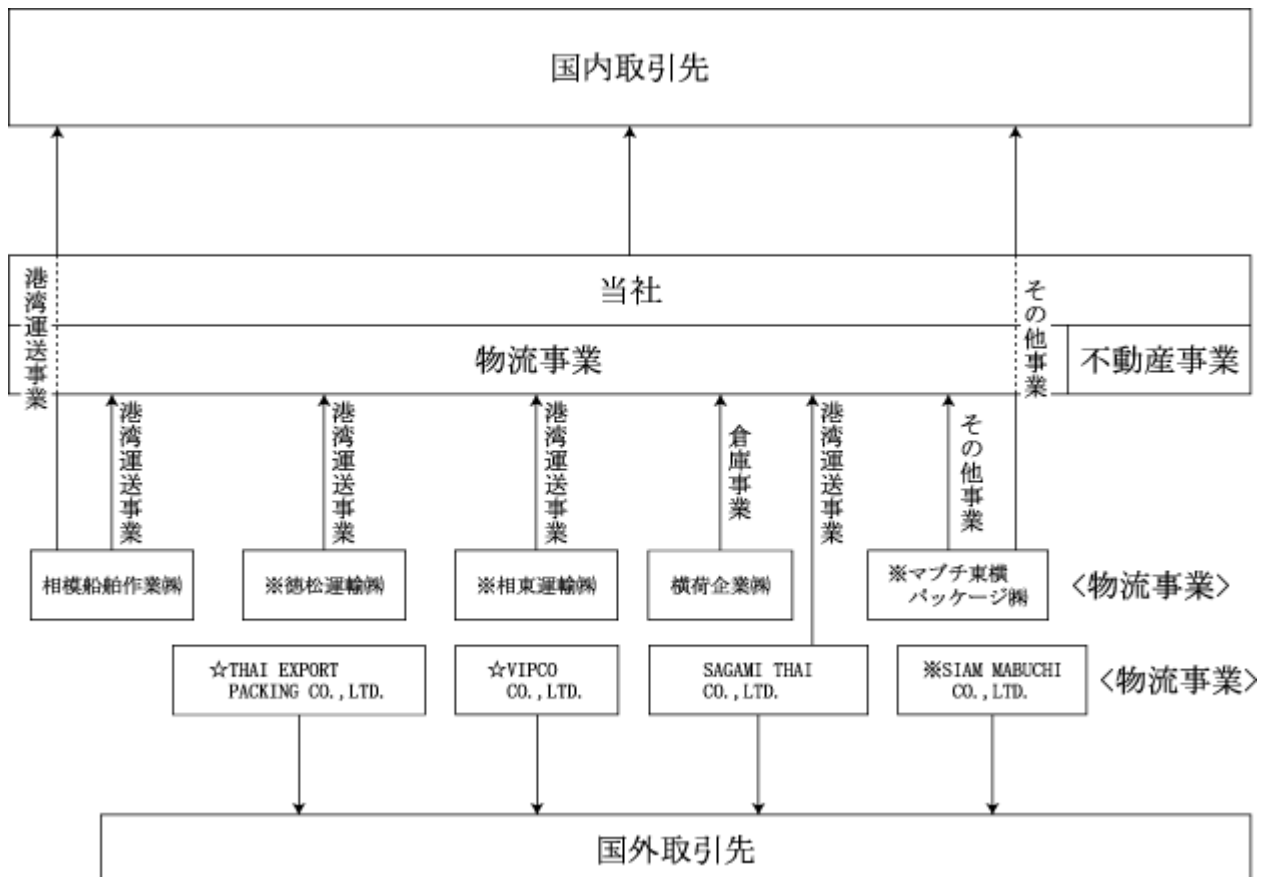 国内取引先
当社
物流事業
不動産事業
港湾運送事業
その他事業
港湾運送事業
港湾運送事業
港湾運送事業
倉庫事業
港湾運送事業
その他事業
相模船舶作業㈱
※徳松運輸㈱
※相東運輸㈱
横荷企業㈱
※マブチ東横
パッケージ㈱
<物流事業>
☆THAI EXPORT
PACKING CO.,LTD.
☆VIPCO
CO.,LTD.
SAGAMI THAI
CO.,LTD.
※SIAM MABUCHI
CO.,LTD.
<物流事業>
国外取引先